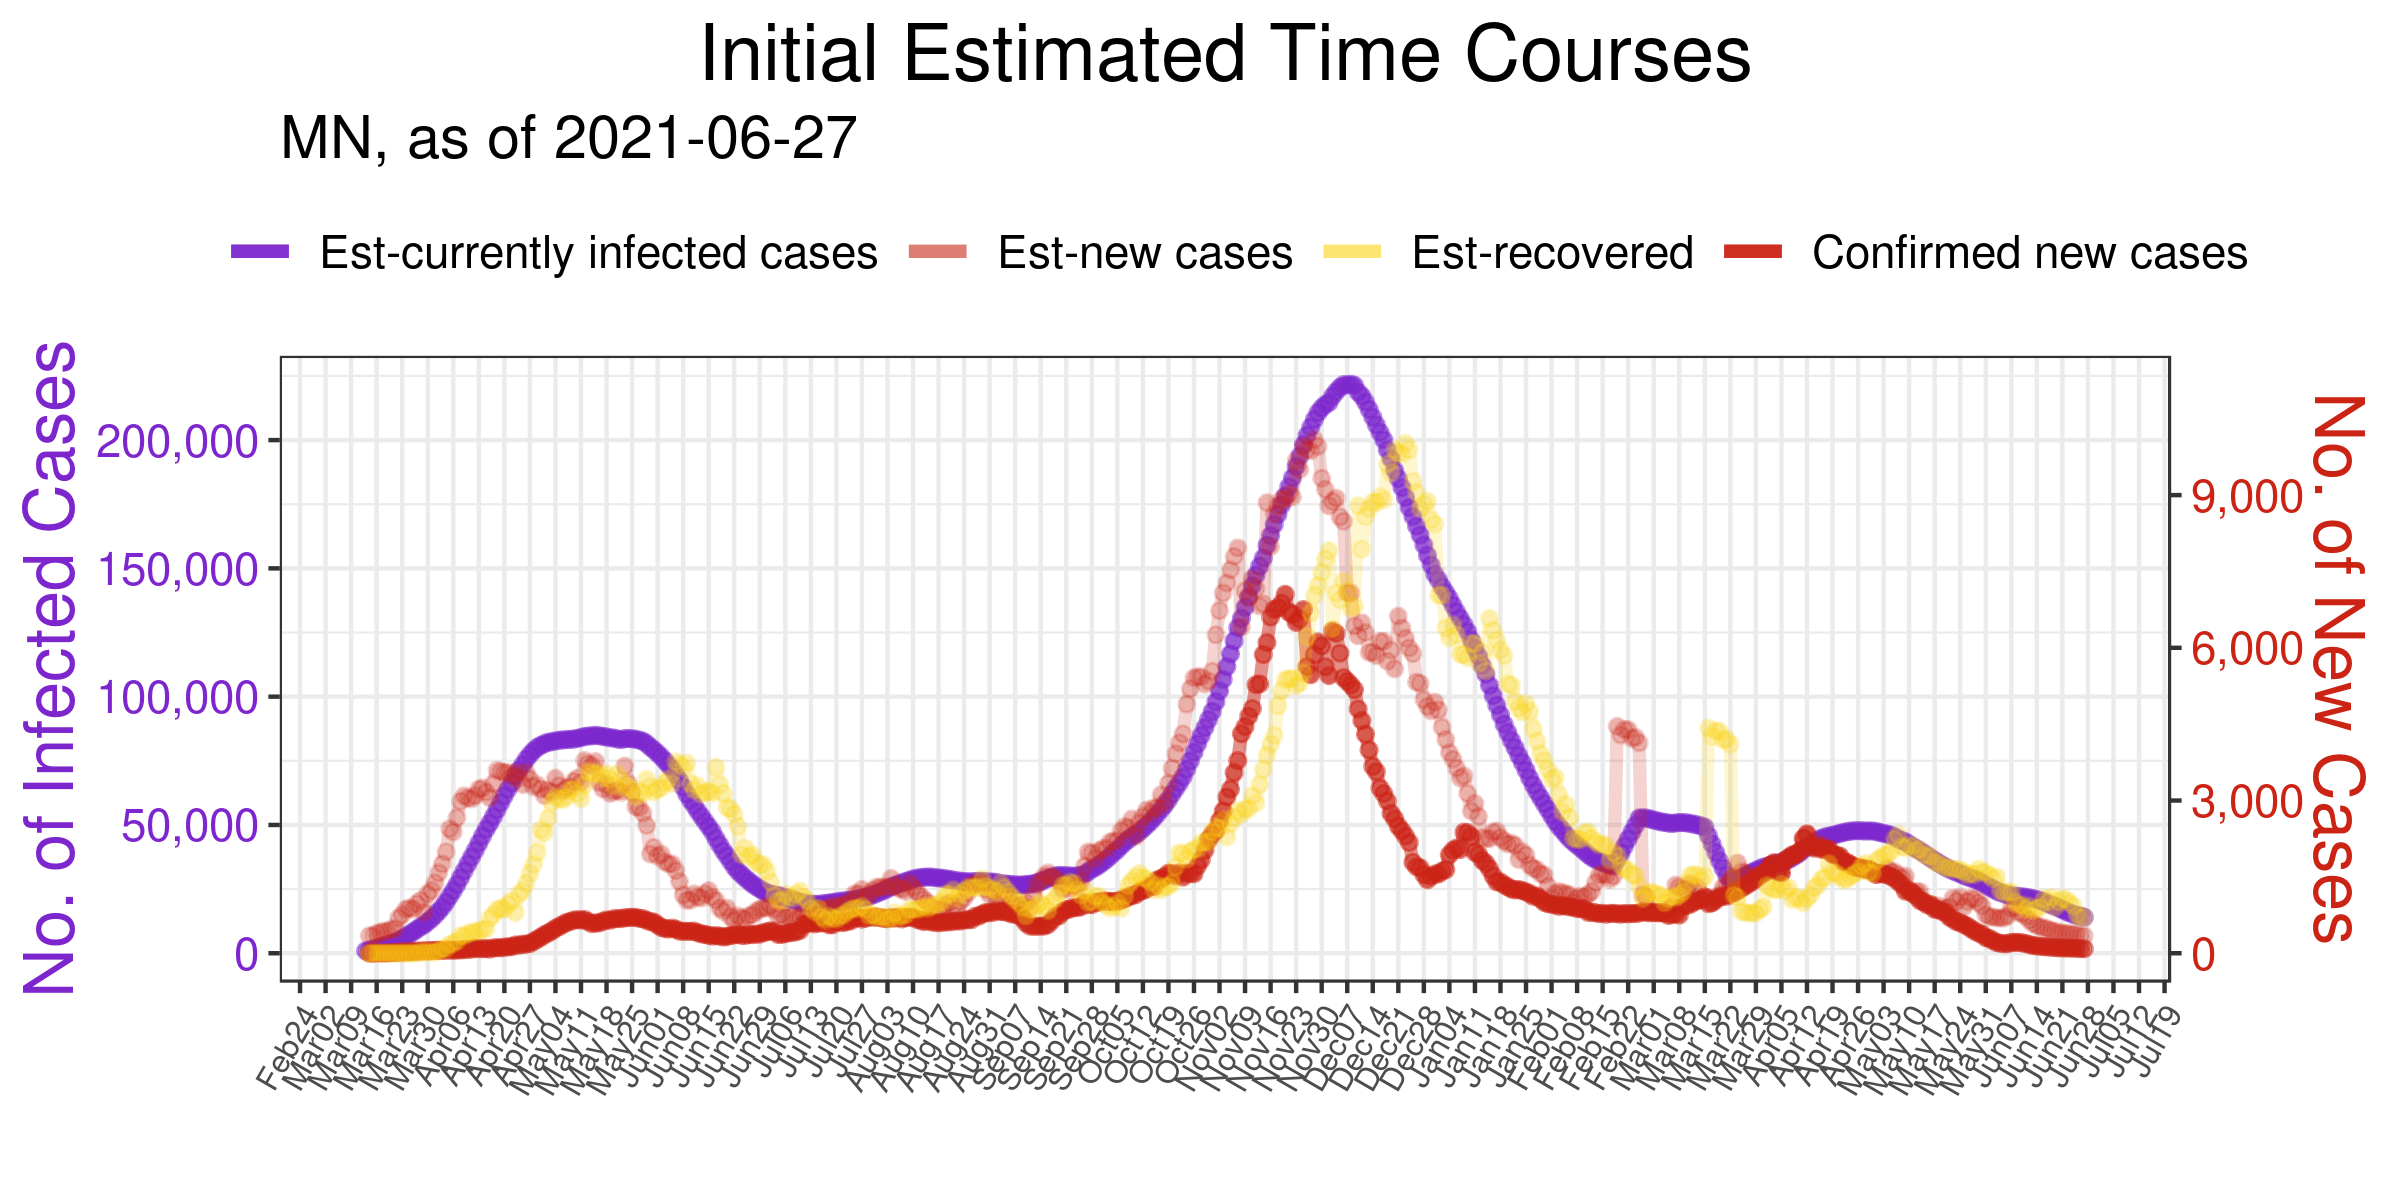 Initial Estimated Time Courses
MN, as of 2021-06-27
Est-currently infected cases Est-new cases Est-recovered Confirmed new cases
No. of Infected Cases
200,000
150,000
100,000
50,000
0
No. of New Cases
9,000
6,000
3,000
0
Feb24 Mar02 Mar09 Mar16 Mar23 Mar30 Apr06 Apr13 Apr20 Apr27 May04 May11 May18 May25 Jun01 Jun08 Jun15 Jun22 Jun29 Jul06 Jul13 Jul20 Jul27 Aug03 Aug10 Aug17 Aug24 Aug31 Sep07 Sep14 Sep21 Sep28 Oct05 Oct12 Oct19 Oct26 Nov02 Nov09 Nov16 Nov23 Nov30 Dec07 Dec14 Dec21 Dec28 Jan04 Jan11 Jan18 Jan25 Feb01 Feb08 Feb15 Feb22 Mar01 Mar08 Mar15 Mar22 Mar29 Apr05 Apr12 Apr19 Apr26 May03 May10 May17 May24 May31 Jun07 Jun14 Jun21 Jun28 Jul05 Jul12 Jul19